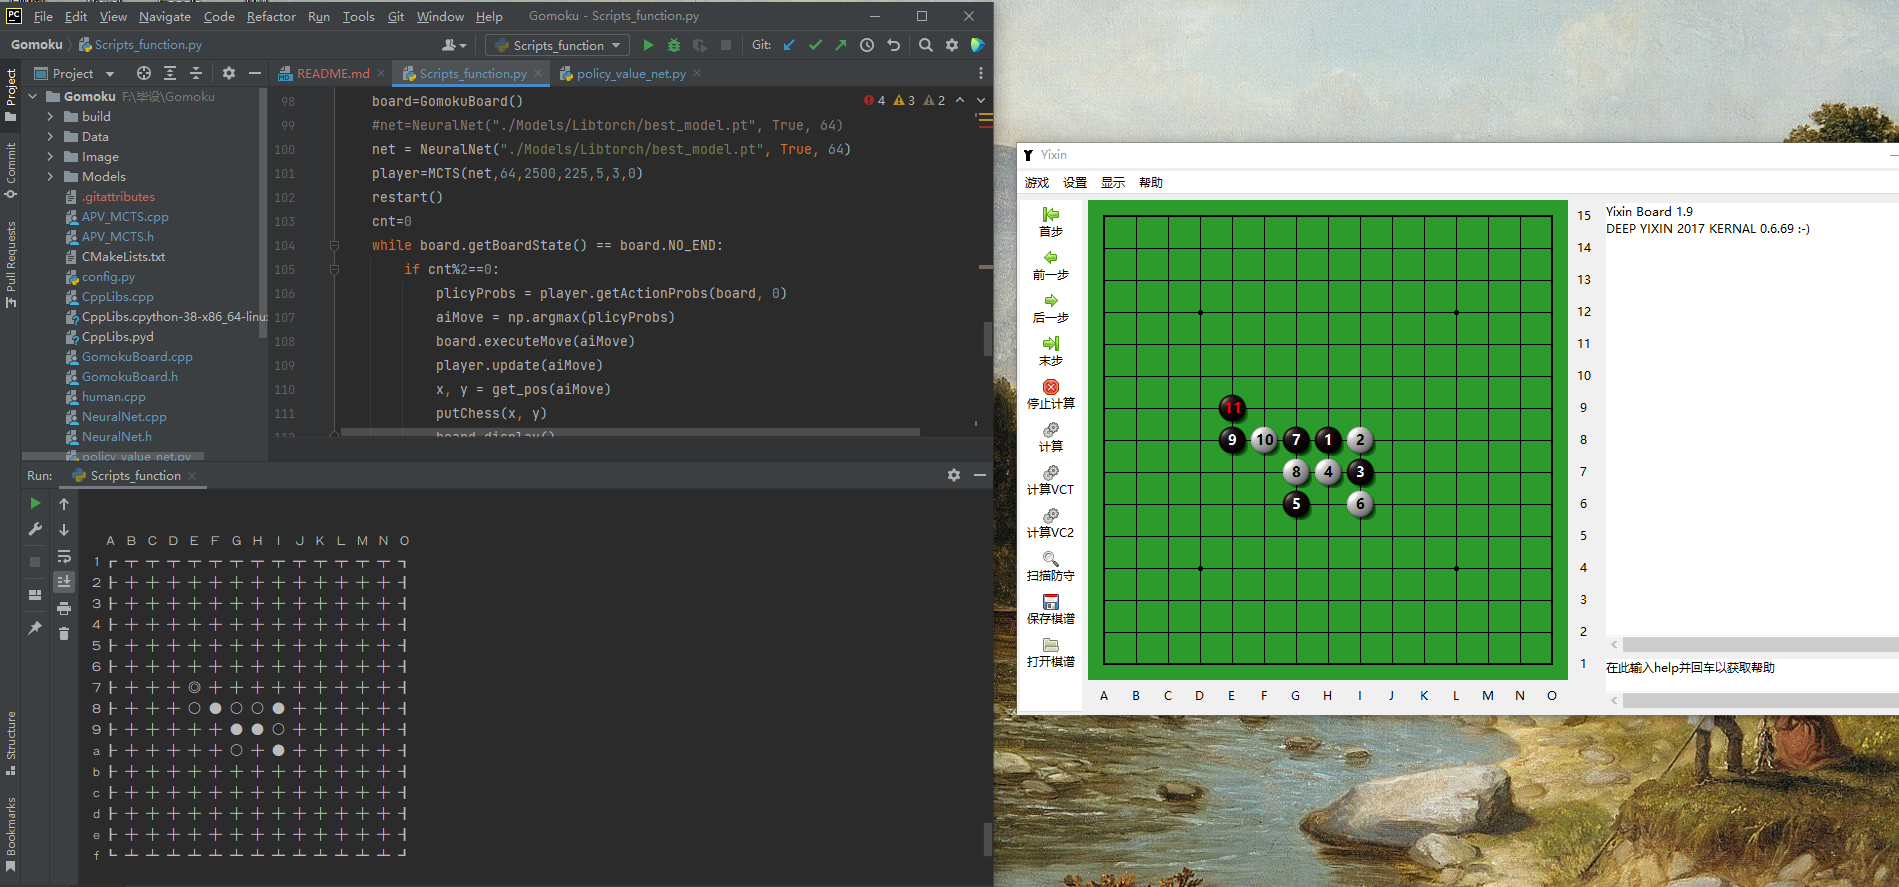 PC File Edit View Navigate Code Refactor Run Tools Git Window Help Gomoku - Scripts_function.py
Gomoku Scripts_function.py Scripts_function Git:
Project README.md Scripts_function.py policy_value_net.py
Project
Commit
Pull Requests
Structure
Bookmarks
Gomoku F:\毕设\Gomoku
build
Data
Image
Models
.gitattributes
APV_MCTS.cpp
APV_MCTS.h
CMakeLists.txt
config.py
CppLibs.cpp
CppLibs.cpython-38-x86_64-linux
CppLibs.pyd
GomokuBoard.cpp
GomokuBoard.h
human.cpp
NeuralNet.cpp
NeuralNet.h
policy_value_net.py
4 3 2
98 board=GomokuBoard()
99 #net=NeuralNet("./Models/Libtorch/best_model.pt", True, 64)
100 net = NeuralNet("./Models/Libtorch/best_model.pt", True, 64)
101 player=MCTS(net,64,2500,225,5,3,0)
102 restart()
103 cnt=0
104 while board.getBoardState() == board.NO_END:
105 if cnt%2==0:
106 plicyProbs = player.getActionProbs(board, 0)
107 aiMove = np.argmax(plicyProbs)
108 board.executeMove(aiMove)
109 player.update(aiMove)
110 x, y = get_pos(aiMove)
111 putChess(x, y)
112 board.display()
Run: Scripts_function
A B C D E F G H I J K L M N O
1
2
3
4
5
6
7
8
9
a
b
c
d
e
f
Yixin
游戏 设置 显示 帮助
首步
前一步
后一步
末步
停止计算
计算
计算VCT
计算VC2
扫描防守
保存棋谱
打开棋谱
15
14
13
12
11
10
9
8
7
6
5
4
3
2
1
11
9 10 7 1 2
8 4 3
5 6
A B C D E F G H I J K L M N O
Yixin Board 1.9
DEEP YIXIN 2017 KERNAL 0.6.69 :-)
在此输入help并回车以获取帮助